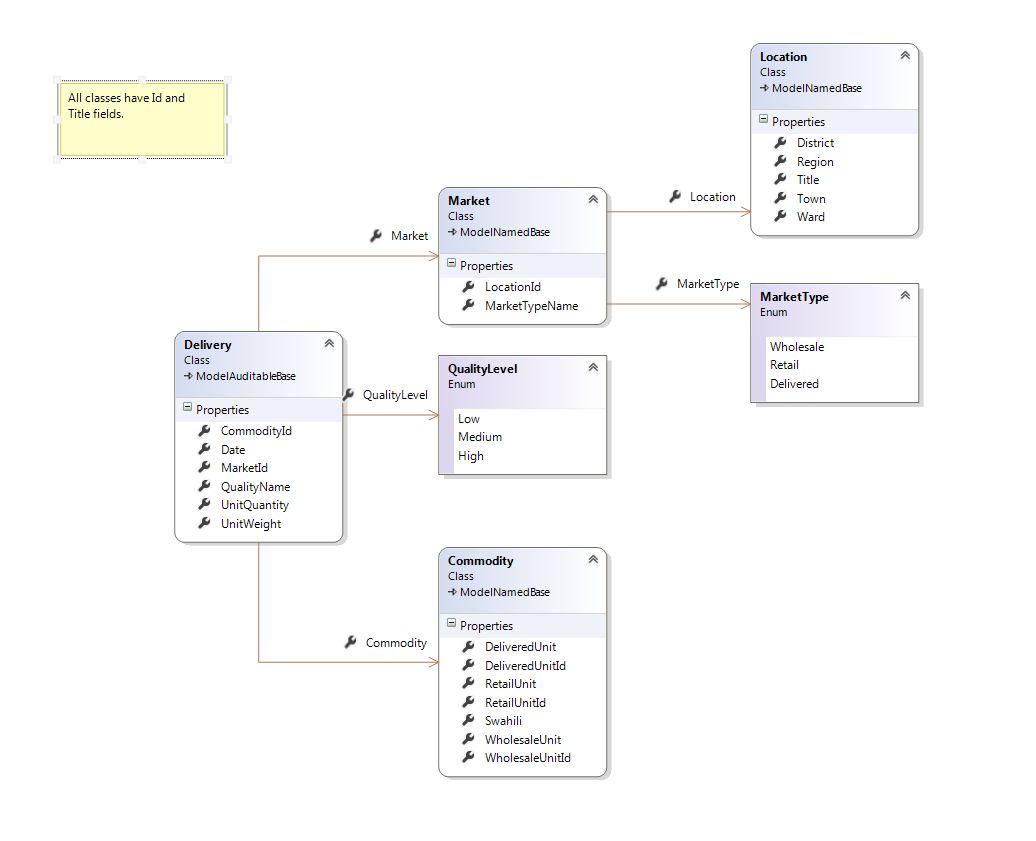 All classes have Id and
Title fields.
Location
Class
ModelNamedBase
Properties
District
Region
Title
Town
Ward
Location
Market
Class
ModelNamedBase
Properties
LocationId
MarketTypeName
Market
MarketType
MarketType
Enum
Wholesale
Retail
Delivered
Delivery
Class
ModelAuditableBase
Properties
CommodityId
Date
MarketId
QualityName
UnitQuantity
UnitWeight
QualityLevel
QualityLevel
Enum
Low
Medium
High
Commodity
Commodity
Class
ModelNamedBase
Properties
DeliveredUnit
DeliveredUnitId
RetailUnit
RetailUnitId
Swahili
WholesaleUnit
WholesaleUnitId